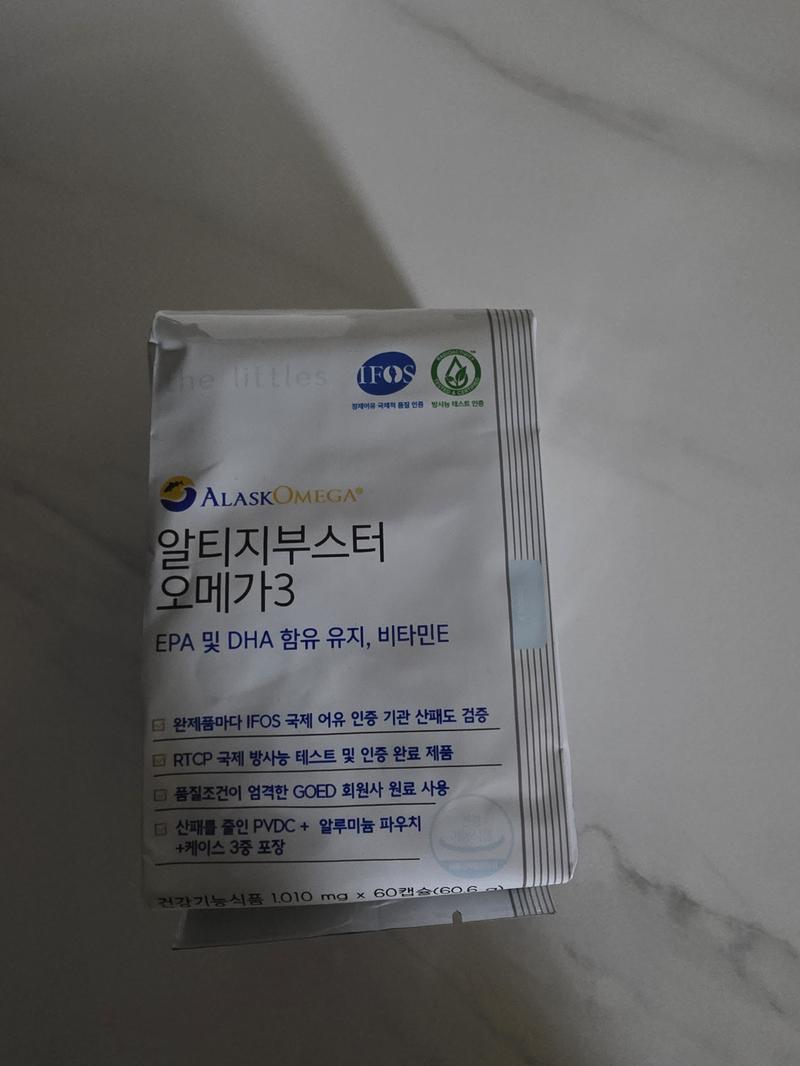 the littles
IFOS
정제어유 국제적 품질 인증
RADIOACTIVITY
TESTED & CERTIFIED
방사능 테스트 인증
ALASKOMEGA®
알티지부스터
오메가3
EPA 및 DHA 함유 유지, 비타민E
완제품마다 IFOS 국제 어유 인증 기관 산패도 검증
RTCP 국제 방사능 테스트 및 인증 완료 제품
품질조건이 엄격한 GOED 회원사 원료 사용
산패를 줄인 PVDC + 알루미늄 파우치
+케이스 3중 포장
건강기능식품 1,010 mg x 60캡슐(60.6 g)